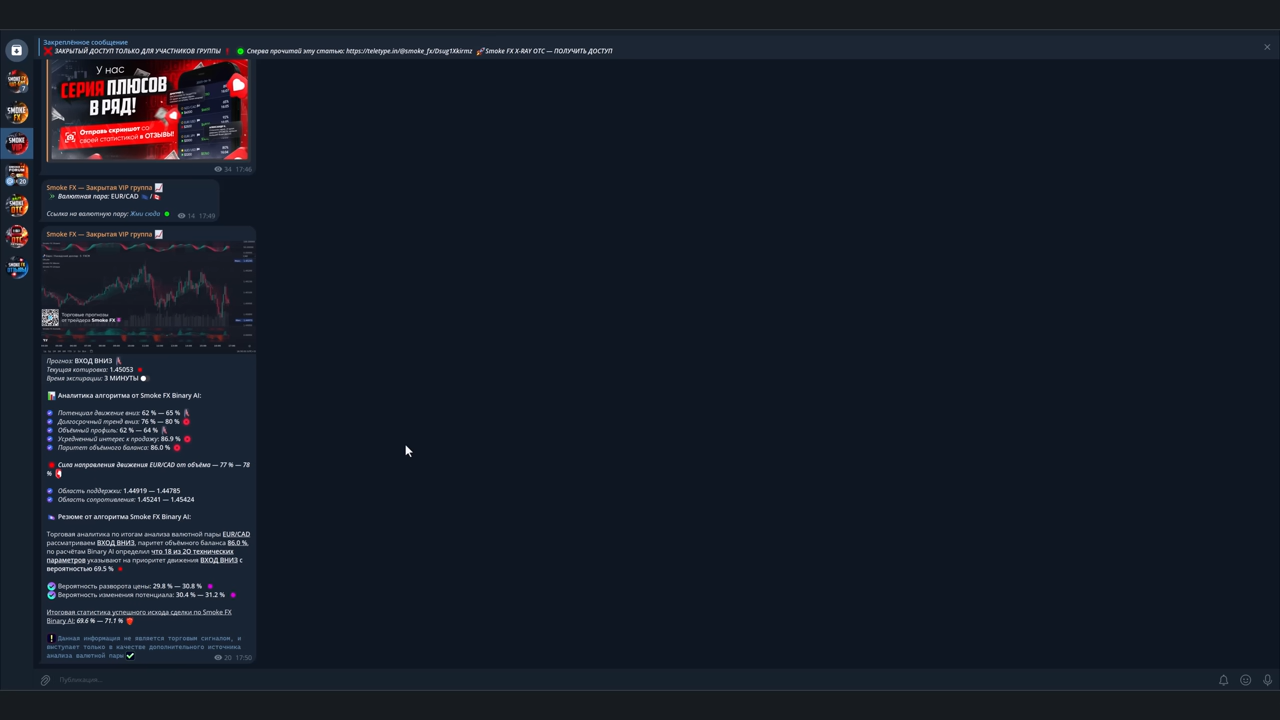 Закреплённое сообщение
ЗАКРЫТЫЙ ДОСТУП ТОЛЬКО ДЛЯ УЧАСТНИКОВ ГРУППЫ❗ Сперва прочитай эту статью: https://teletype.in/@smoke_fx/Dsug1Xkirmz 🚀Smoke FX X-RAY OTC — ПОЛУЧИТЬ ДОСТУП
У нас
СЕРИЯ ПЛЮСОВ
В РЯД!
Отправь скриншот со
своей статистикой в ОТЗЫВЫ!
34 17:46
Smoke FX — Закрытая VIP группа 📈
Валютная пара: EUR/CAD 🇪🇺 / 🇨🇦
Ссылка на валютную пару: Жми сюда
14 17:49
Smoke FX — Закрытая VIP группа 📈
Торговые прогнозы
от трейдера Smoke FX
Прогноз: ВХОД ВНИЗ
Текущая котировка: 1.45053
Время экспирации: 3 МИНУТЫ
📊 Аналитика алгоритма от Smoke FX Binary AI:
Потенциал движение вниз: 62 % — 65 %
Долгосрочный тренд вниз: 76 % — 80 %
Объёмный профиль: 62 % — 64 %
Усредненный интерес к продажу: 86.9 %
Паритет объёмного баланса: 86.0 %
Сила направления движения EUR/CAD от объёма — 77 % — 78
%
Область поддержки: 1.44919 — 1.44785
Область сопротивления: 1.45241 — 1.45424
Резюме от алгоритма Smoke FX Binary AI:
Торговая аналитика по итогам анализа валютной пары EUR/CAD
рассматриваем ВХОД ВНИЗ, паритет объёмного баланса 86.0 %,
по расчётам Binary AI определил что 18 из 2О технических
параметров указывают на приоритет движения ВХОД ВНИЗ с
вероятностью 69.5 %
Вероятность разворота цены: 29.8 % — 30.8 %
Вероятность изменения потенциала: 30.4 % — 31.2 %
Итоговая статистика успешного исхода сделки по Smoke FX
Binary AI: 69.6 % — 71.1 %
❗ Данная информация не является торговым сигналом, и
выступает только в качестве дополнительного источника
анализа валютной пары ✔
20 17:50
Публикация...